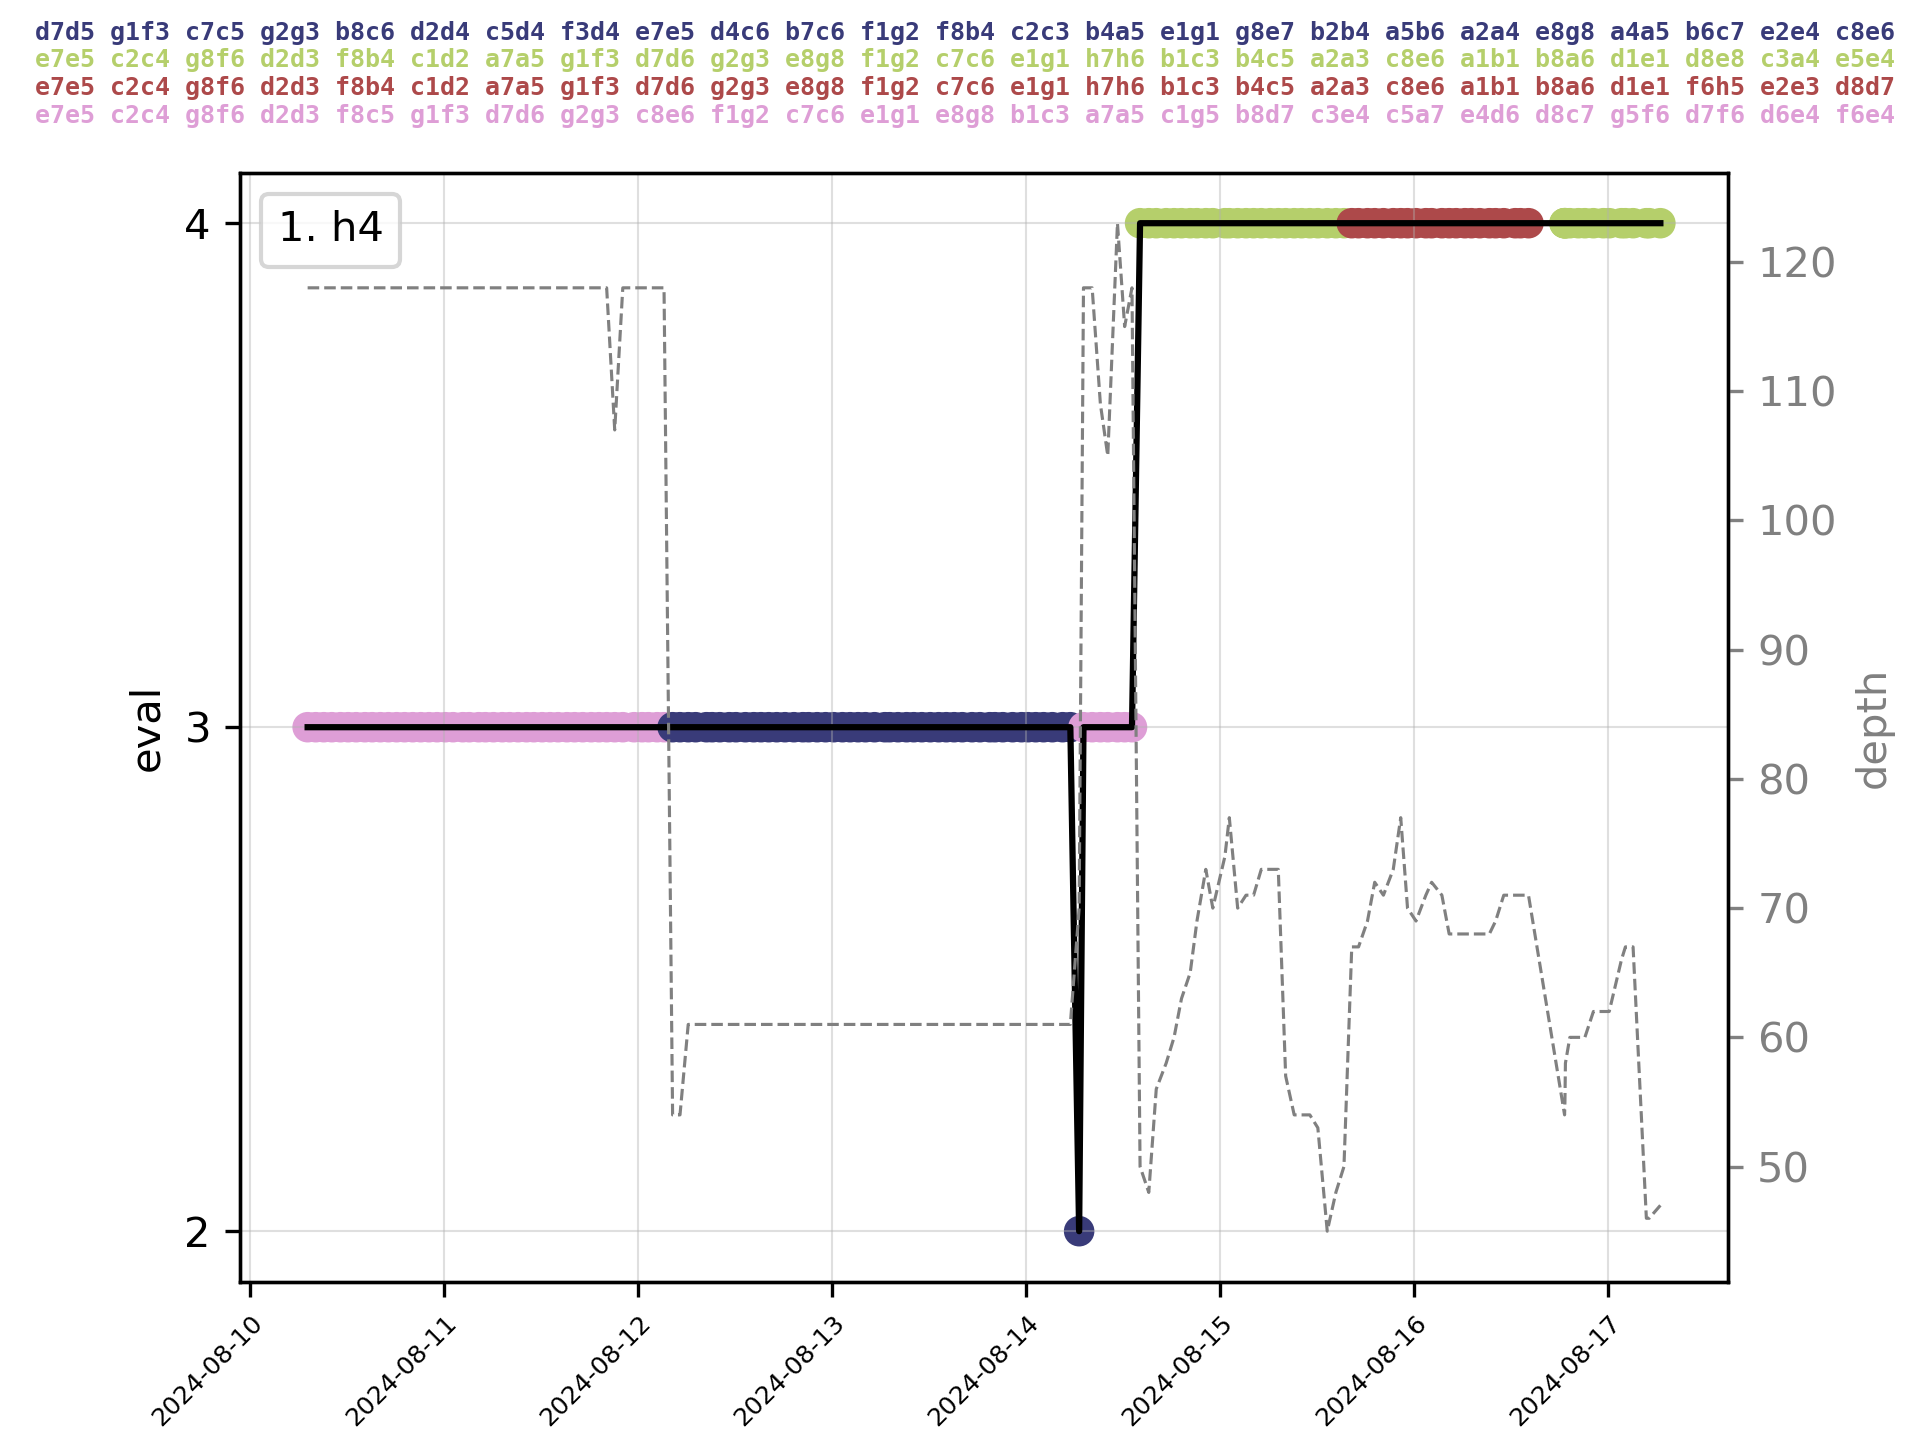 d7d5 g1f3 c7c5 g2g3 b8c6 d2d4 c5d4 f3d4 e7e5 d4c6 b7c6 f1g2 f8b4 c2c3 b4a5 e1g1 g8e7 b2b4 a5b6 a2a4 e8g8 a4a5 b6c7 e2e4 c8e6
e7e5 c2c4 g8f6 d2d3 f8b4 c1d2 a7a5 g1f3 d7d6 g2g3 e8g8 f1g2 c7c6 e1g1 h7h6 b1c3 b4c5 a2a3 c8e6 a1b1 b8a6 d1e1 d8e8 c3a4 e5e4
e7e5 c2c4 g8f6 d2d3 f8b4 c1d2 a7a5 g1f3 d7d6 g2g3 e8g8 f1g2 c7c6 e1g1 h7h6 b1c3 b4c5 a2a3 c8e6 a1b1 b8a6 d1e1 f6h5 e2e3 d8d7
e7e5 c2c4 g8f6 d2d3 f8c5 g1f3 d7d6 g2g3 c8e6 f1g2 c7c6 e1g1 e8g8 b1c3 a7a5 c1g5 b8d7 c3e4 c5a7 e4d6 d8c7 g5f6 d7f6 d6e4 f6e4
1. h4
4
3
2
eval
120
110
100
90
80
70
60
50
depth
2024-08-10
2024-08-11
2024-08-12
2024-08-13
2024-08-14
2024-08-15
2024-08-16
2024-08-17